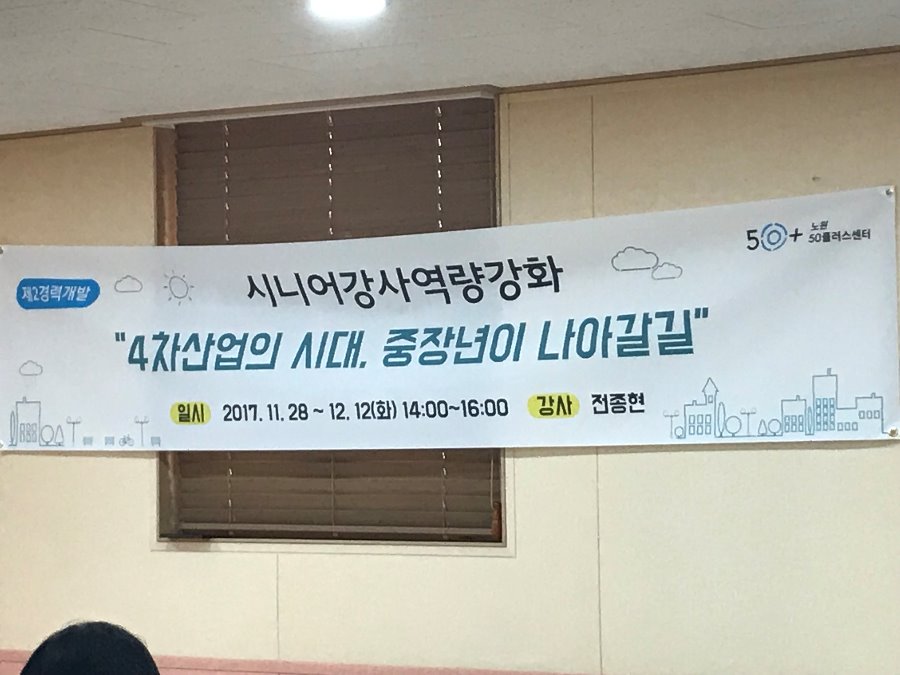 제2경력개발
50+ 노원
50플러스센터
시니어강사역량강화
"4차산업의 시대, 중장년이 나아갈길"
일시 2017. 11. 28 ~ 12. 12(화) 14:00~16:00 강사 전종현